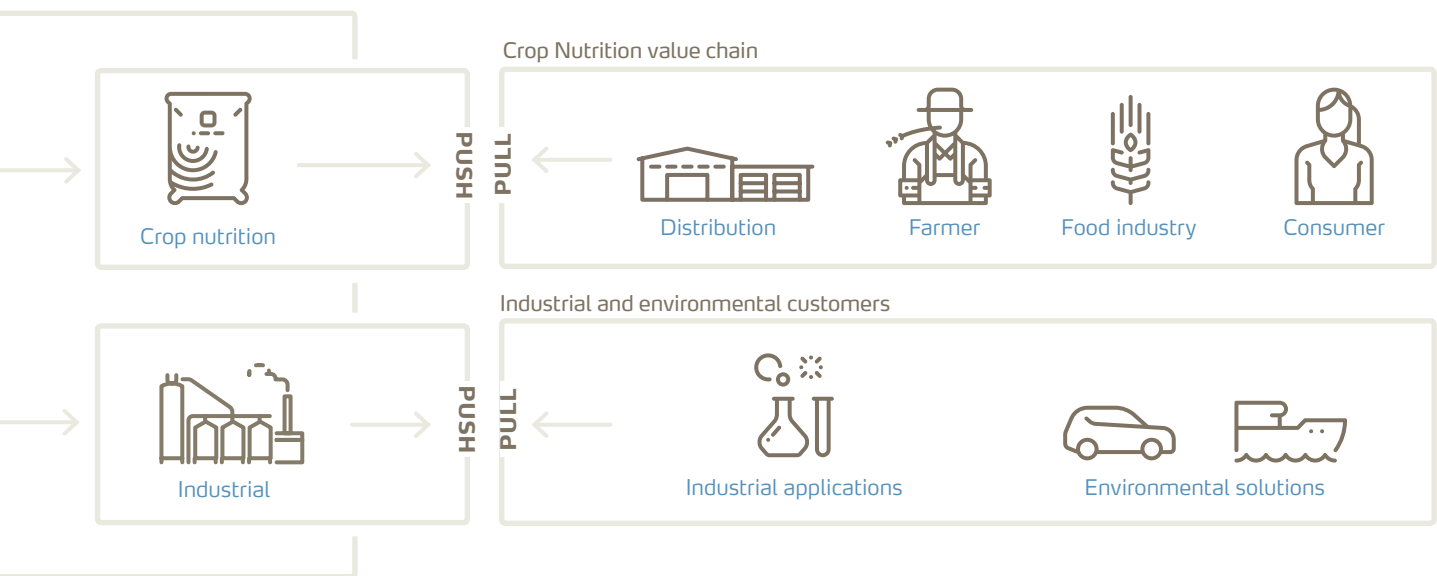 Crop Nutrition value chain
Crop nutrition
PUSH
PULL
Distribution
Farmer
Food industry
Consumer
Industrial and environmental customers
Industrial
PUSH
PULL
Industrial applications
Environmental solutions